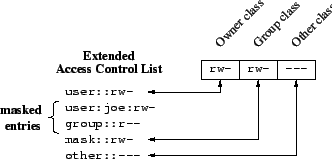 Owner class
Group class
Other class
Extended
Access Control List
rw- rw- ---
user::rw-
masked
entries
user:joe:rw-
group::r--
mask::rw-
other::---